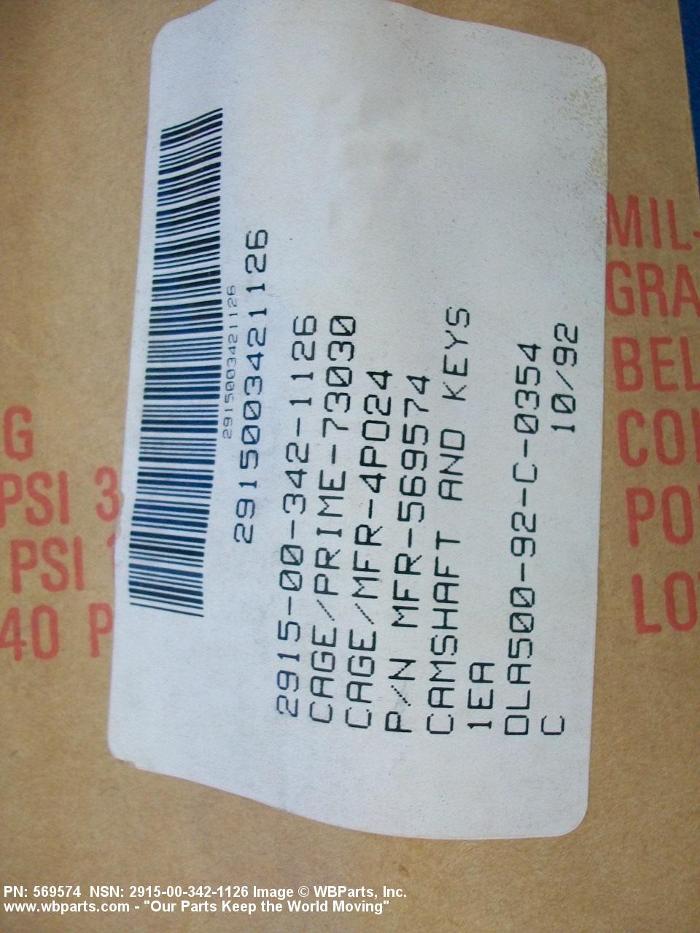 2915003421126
2915003421126
2915-00-342-1126
CAGE/PRIME-73030
CAGE/MFR-4P024
P/N MFR-569574
CAMSHAFT AND KEYS
1EA
DLA500-92-C-0354
C 10/92
G
PSI 3
PSI
40 P
MIL-
GRA
BEL
PO
LO
PN: 569574 NSN: 2915-00-342-1126 Image © WBParts, Inc.
www.wbparts.com - "Our Parts Keep the World Moving"